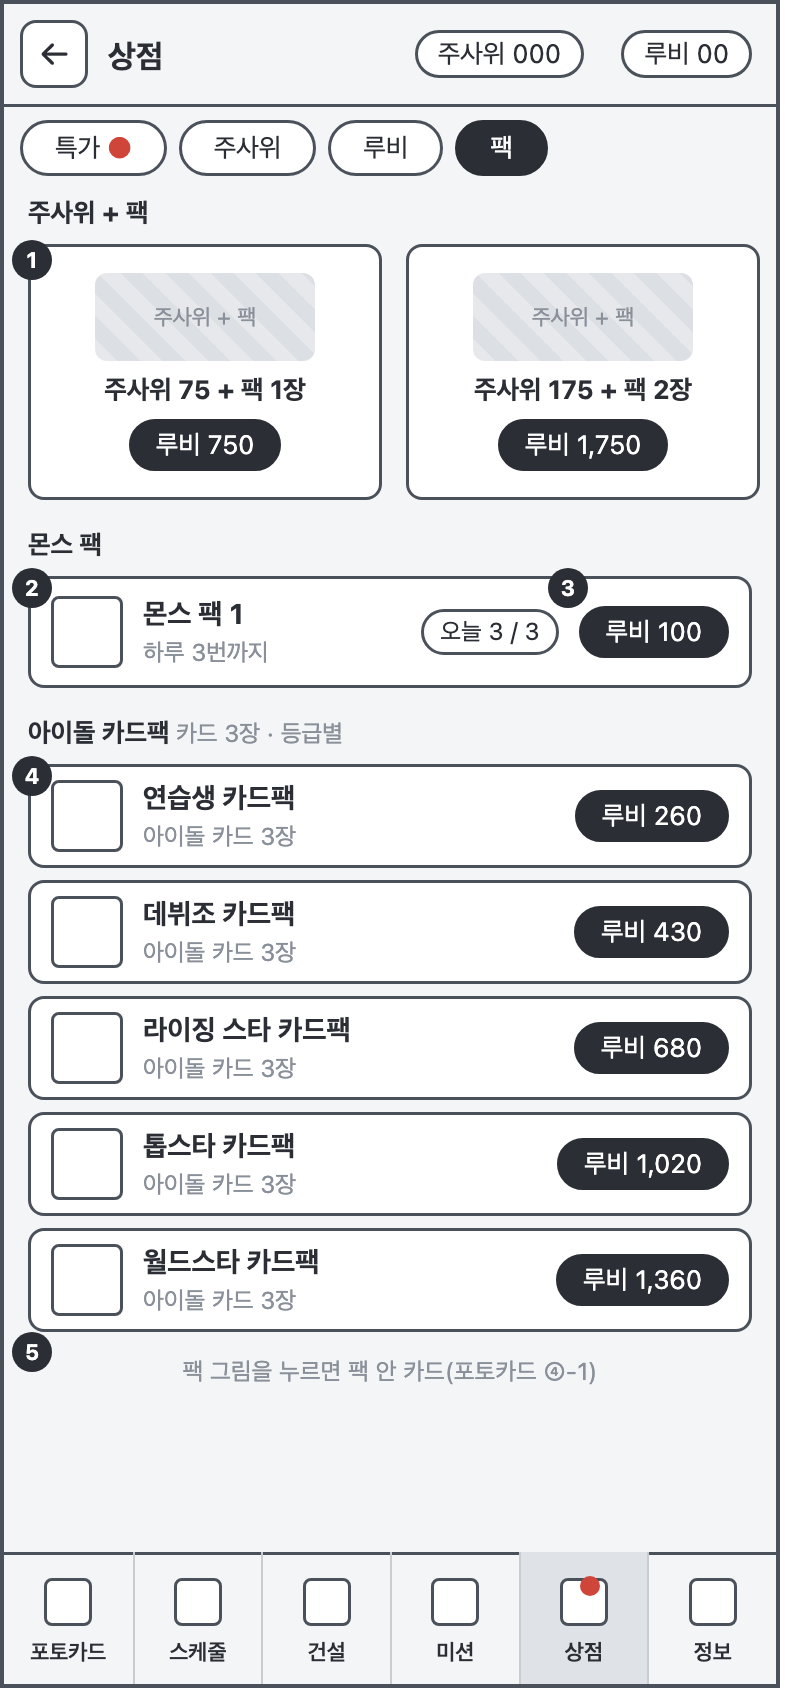 상점 주사위 000 루비 00
특가 주사위 루비 팩
주사위 + 팩
1
주사위 + 팩 주사위 + 팩
주사위 75 + 팩 1장 주사위 175 + 팩 2장
루비 750 루비 1,750
몬스 팩
2 3
몬스 팩 1 오늘 3 / 3 루비 100
하루 3번까지
아이돌 카드팩 카드 3장 · 등급별
4
연습생 카드팩 루비 260
아이돌 카드 3장
데뷔조 카드팩 루비 430
아이돌 카드 3장
라이징 스타 카드팩 루비 680
아이돌 카드 3장
톱스타 카드팩 루비 1,020
아이돌 카드 3장
월드스타 카드팩 루비 1,360
아이돌 카드 3장
5
팩 그림을 누르면 팩 안 카드(포토카드 ④-1)
포토카드 스케줄 건설 미션 상점 정보